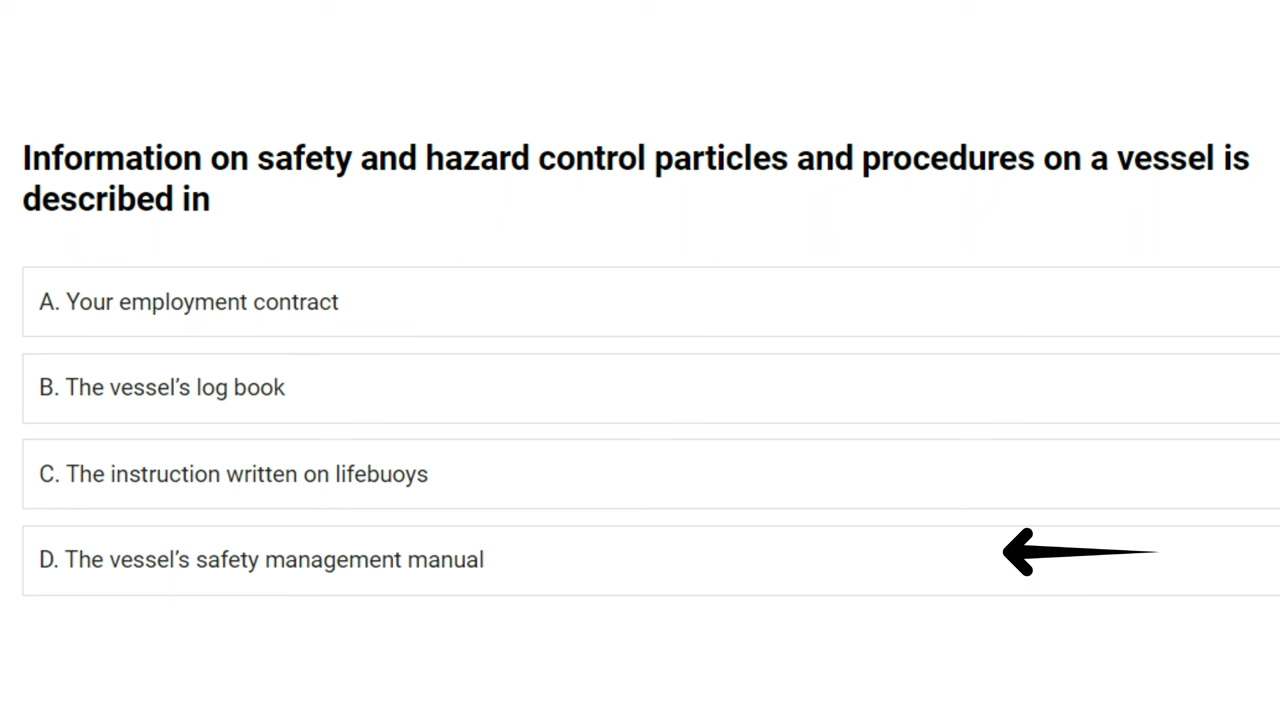 Information on safety and hazard control particles and procedures on a vessel is
described in
A. Your employment contract
B. The vessel’s log book
C. The instruction written on lifebuoys
D. The vessel’s safety management manual